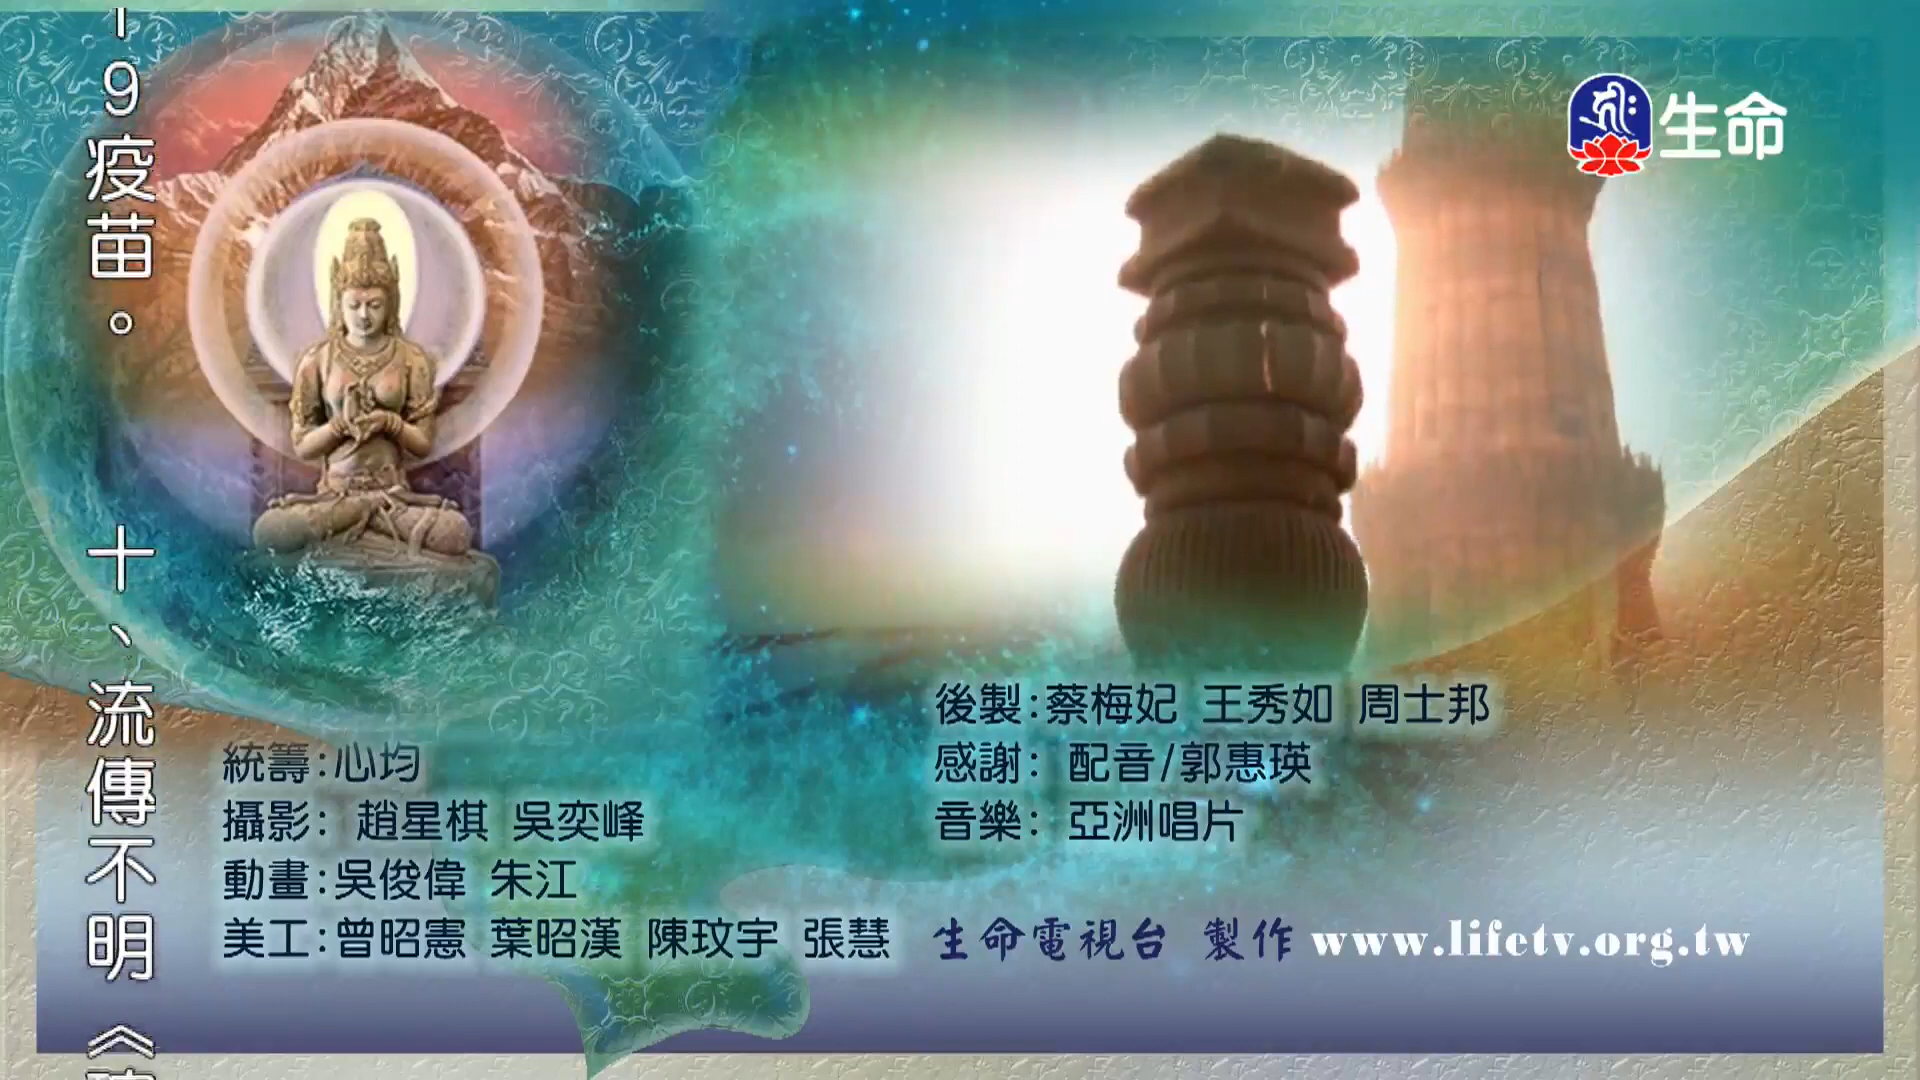 19疫苗。 十、流傳不明《
生命
後製:蔡梅妃 王秀如 周士邦
統籌:心均
感謝: 配音/郭惠瑛
攝影: 趙星棋 吳奕峰
音樂: 亞洲唱片
動畫:吳俊偉 朱江
美工:曾昭憲 葉昭漢 陳玟宇 張慧
生命電視台 製作 www.lifetv.org.tw